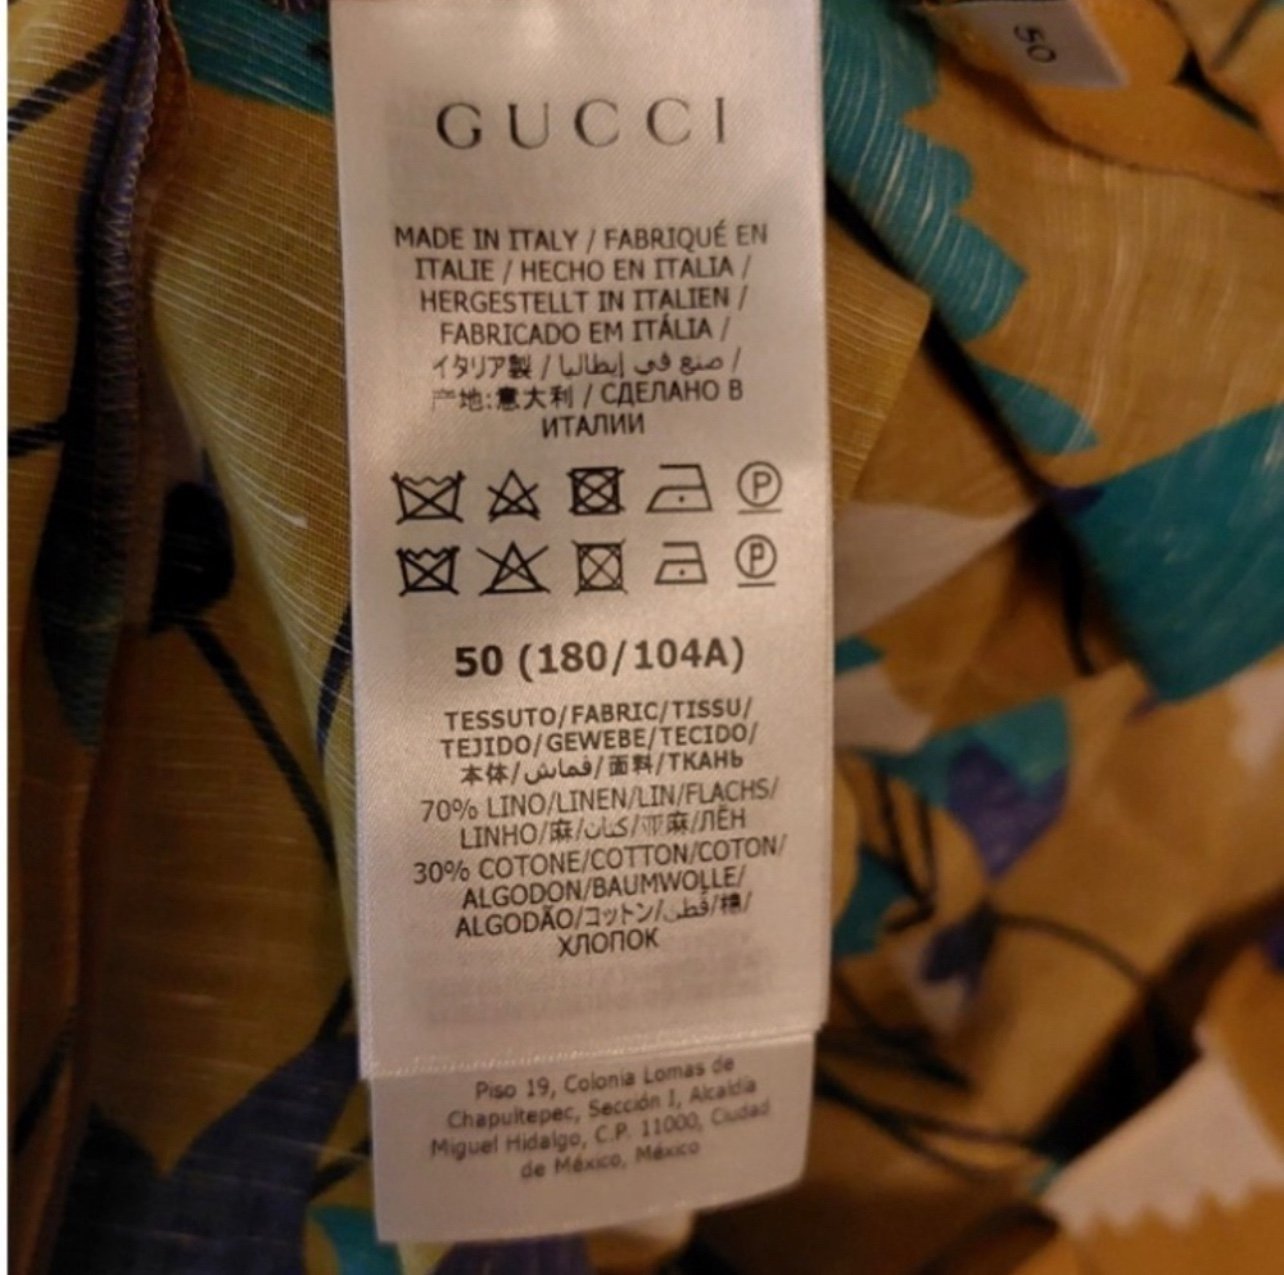 50
GUCCI
MADE IN ITALY / FABRIQUÉ EN
ITALIE / HECHO EN ITALIA /
HERGESTELLT IN ITALIEN /
FABRICADO EM ITÁLIA /
イタリア製 / صنع في إيطاليا /
产地:意大利 / СДЕЛАНО В
ИТАЛИИ
P
P
50 (180/104A)
TESSUTO/FABRIC/TISSU/
TEJIDO/GEWEBE/TECIDO/
本体/قماش/面料/ТКАНЬ
70% LINO/LINEN/LIN/FLACHS/
LINHO/麻/كتان/亚麻/ЛЁН
30% COTONE/COTTON/COTON/
ALGODON/BAUMWOLLE/
ALGODÃO/コットン/قطن/棉/
ХЛОПОК
Piso 19, Colonia Lomas de
Chapultepec, Sección I, Alcaldía
Miguel Hidalgo, C.P. 11000, Ciudad
de México, México